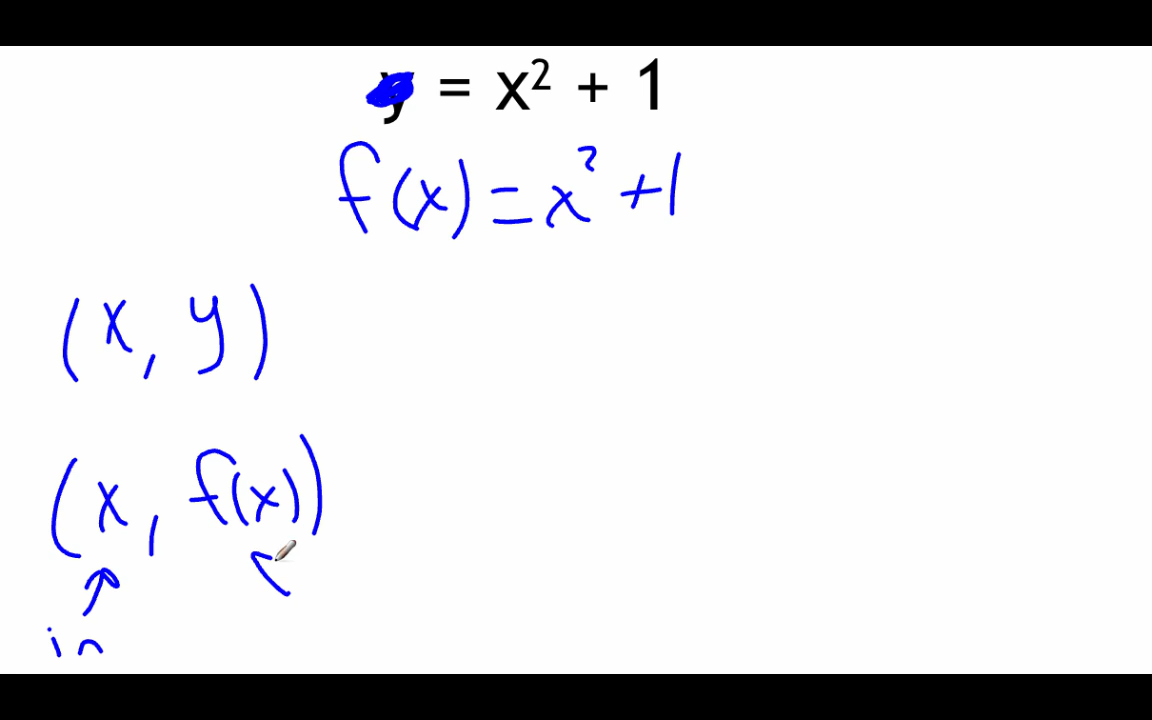 y = x² + 1
f(x) = x² + 1
(x, y)
(x, f(x))
in